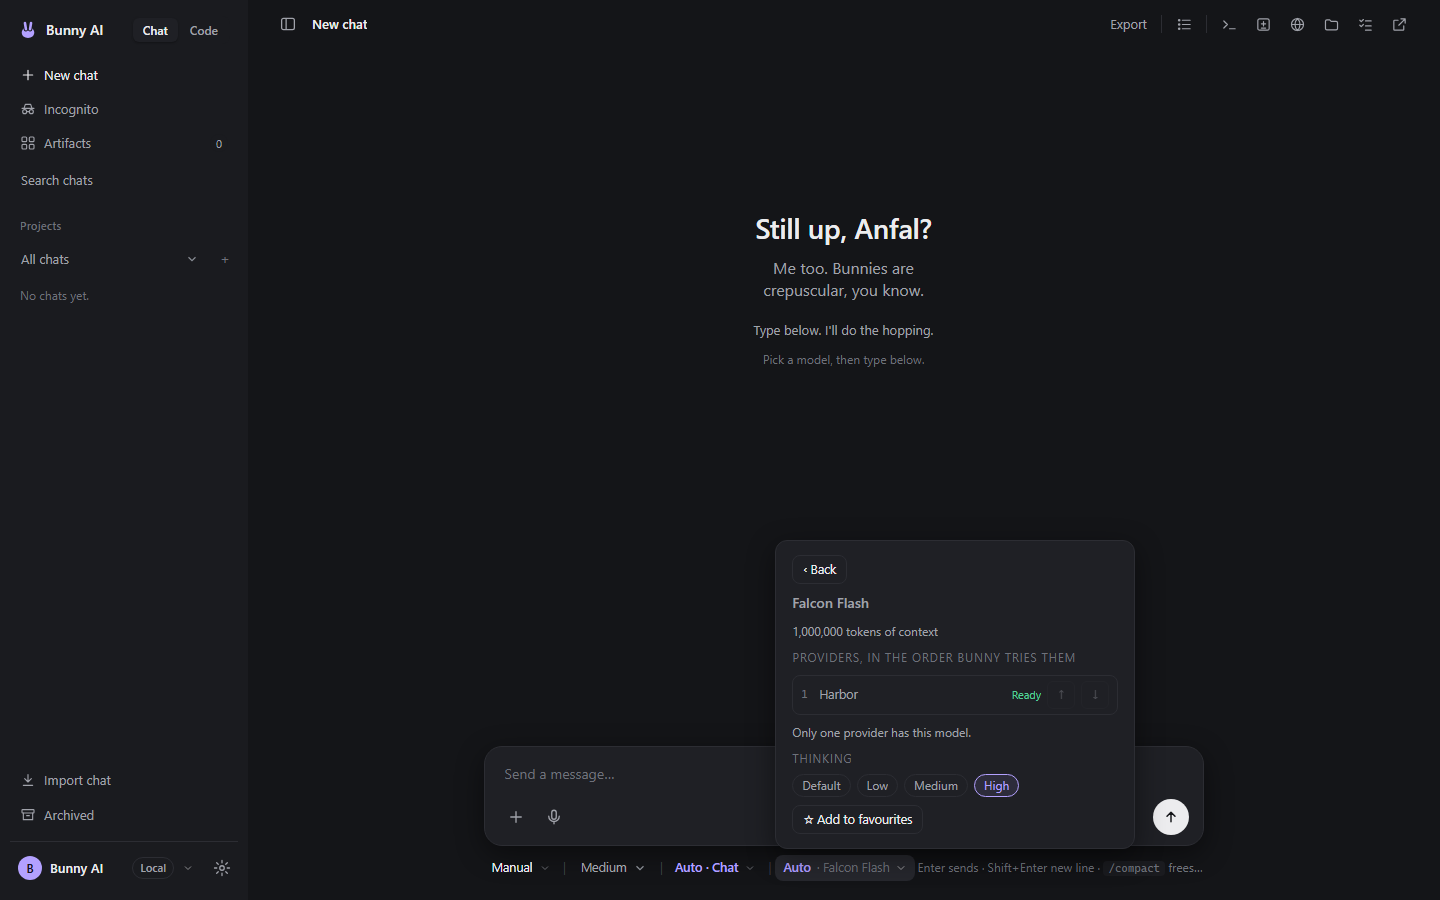 Bunny AI
Chat
Code
New chat
Incognito
Artifacts
0
Search chats
Projects
All chats
+
No chats yet.
Import chat
Archived
B
Bunny AI
Local
New chat
Export
Still up, Anfal?
Me too. Bunnies are
crepuscular, you know.
Type below. I'll do the hopping.
Pick a model, then type below.
‹ Back
Falcon Flash
1,000,000 tokens of context
PROVIDERS, IN THE ORDER BUNNY TRIES THEM
1 Harbor Ready ↑ ↓
Only one provider has this model.
THINKING
Default Low Medium High
☆ Add to favourites
Send a message...
Manual
Medium
Auto · Chat
Auto · Falcon Flash
Enter sends · Shift+Enter new line · /compact frees...